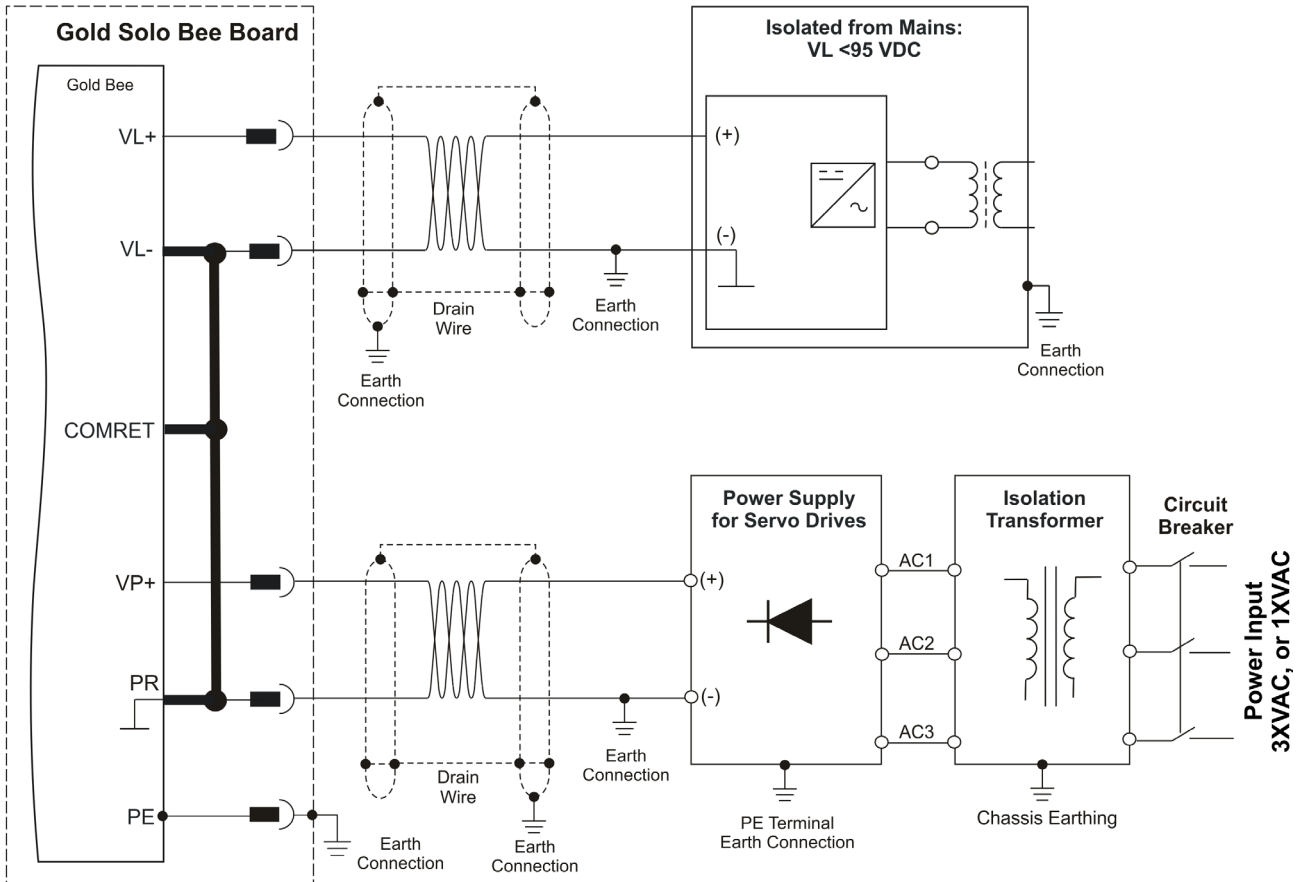 Gold Solo Bee Board
Gold Bee
VL+
VL-
COMRET
VP+
PR
PE
Drain
Wire
Earth
Connection
Earth
Connection
Isolated from Mains:
VL <95 VDC
(+)
(-)
Earth
Connection
Drain
Wire
Earth
Connection
Earth
Connection
Earth
Connection
Power Supply
for Servo Drives
(+)
(-)
PE Terminal
Earth Connection
AC1
AC2
AC3
Isolation
Transformer
Chassis Earthing
Circuit
Breaker
Power Input
3XVAC, or 1XVAC